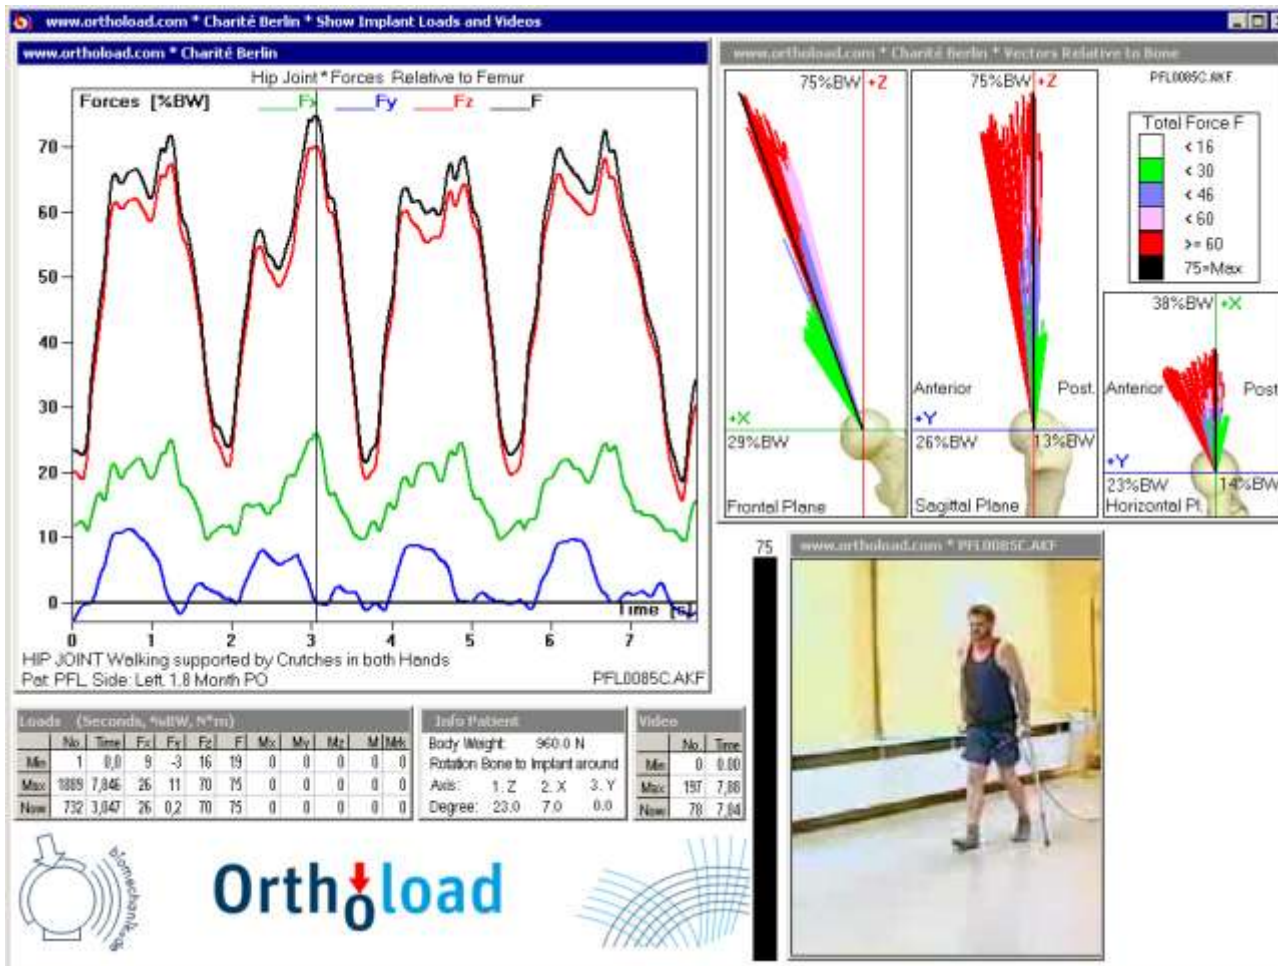 www.orthoload.com * Charité Berlin * Show Implant Loads and Videos
www.orthoload.com * Charité Berlin
Hip Joint * Forces Relative to Femur
Forces [%BW] Fx Fy Fz F
70
60
50
40
30
20
10
0
Time [s]
0 1 2 3 4 5 6 7
HIP JOINT Walking supported by Crutches in both Hands
Pat: PFL, Side: Left 1.8 Month PO
PFL0085C.AKF
www.orthoload.com * Charité Berlin * Vectors Relative to Bone
75%BW +Z
+X
29%BW
Frontal Plane
75%BW +Z
Anterior Post.
+Y
26%BW 13%BW
Sagittal Plane
PFL0085C.AKF
Total Force F
< 16
< 30
< 46
< 60
>= 60
75=Max
38%BW +X
Anterior Post
+Y
23%BW 14%BW
Horizontal Pl.
Loads (Seconds, %BW, N*m)
No. Time Fx Fy Fz F Mx My Mz M Mrk
Min 1 0,0 9 -3 16 19 0 0 0 0 0
Max 1889 7,846 26 11 70 75 0 0 0 0 0
Now 732 3,047 26 0,2 70 75 0 0 0 0 0
Info Patient
Body Weight: 960.0 N
Rotation Bone to Implant around
Axis: 1. Z 2. X 3. Y
Degree: 23.0 7.0 0.0
Video
No. Time
Min 0 0.00
Max 197 7,88
Now 78 7,84
75
www.orthoload.com * PFL0085C.AKF
Orthoload